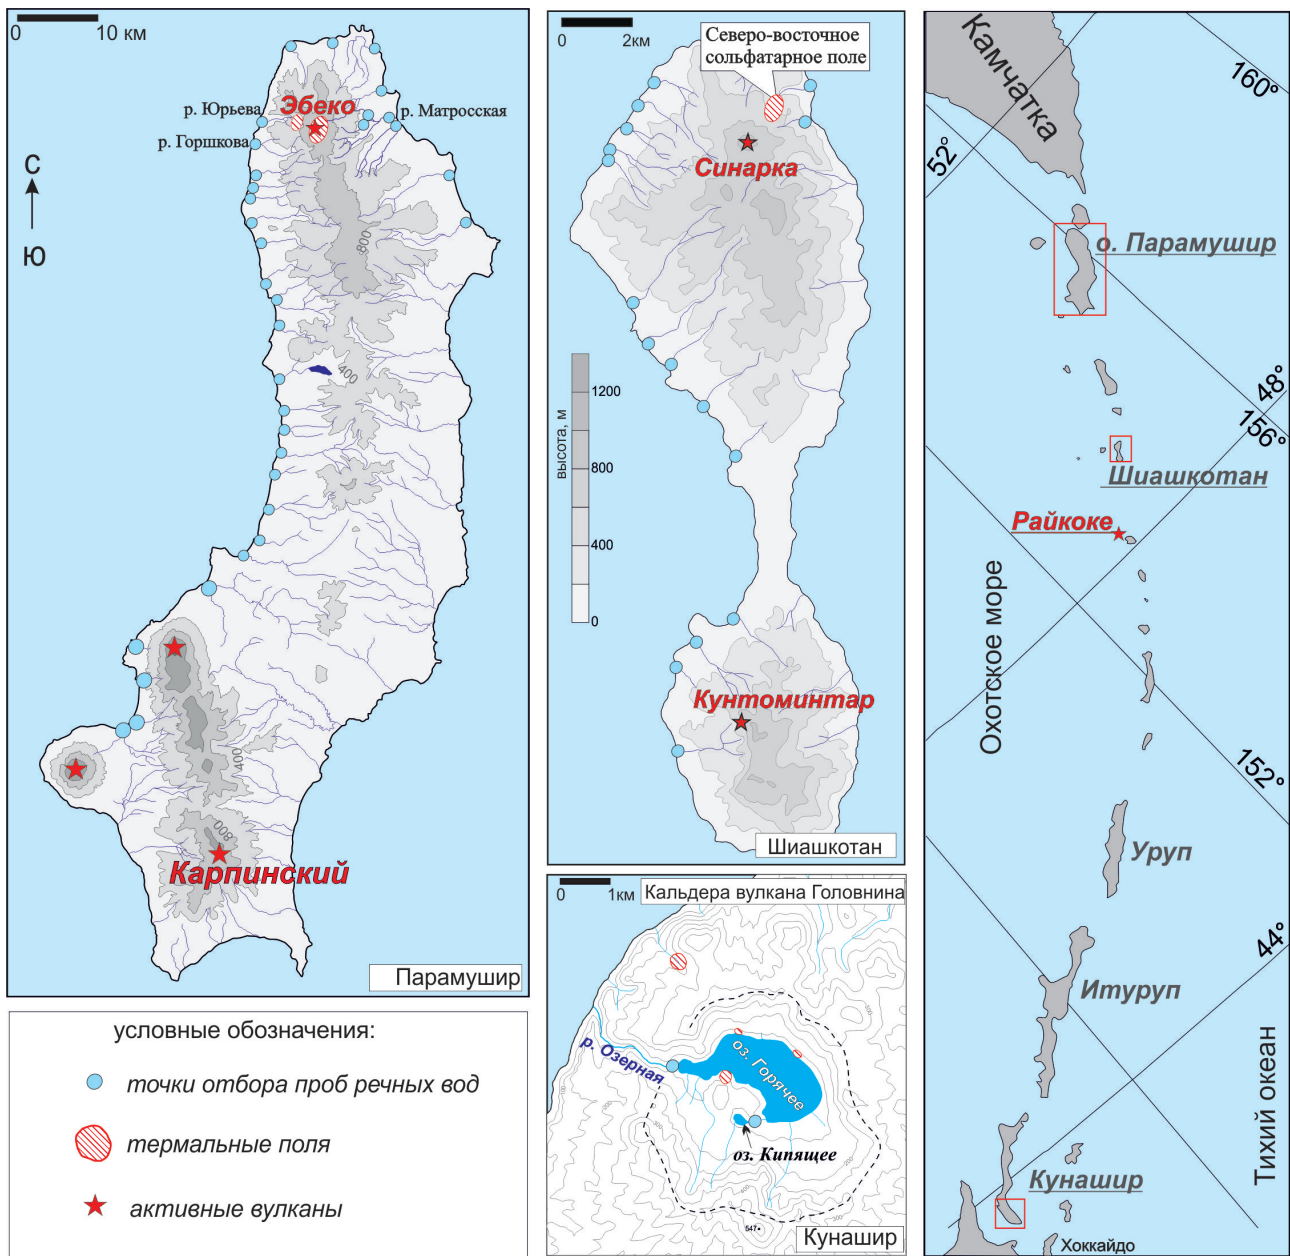 0 10 км
р. Юрьева
Эбеко
р. Матросская
р. Горшкова
С
Ю
800
400
400
800
Карпинский
Парамушир
0 2км
Северо-восточное
сольфатарное поле
Синарка
высота, м
1200
800
400
0
Кунтоминтар
Шиашкотан
0 1км
Кальдера вулкана Головнина
р. Озерная
оз. Горячее
оз. Кипящее
547
Кунашир
Камчатка
160°
52°
о. Парамушир
48°
156°
Шиашкотан
Райкоке
Охотское море
152°
Уруп
44°
Итуруп
Тихий океан
Кунашир
Хоккайдо
условные обозначения:
точки отбора проб речных вод
термальные поля
активные вулканы